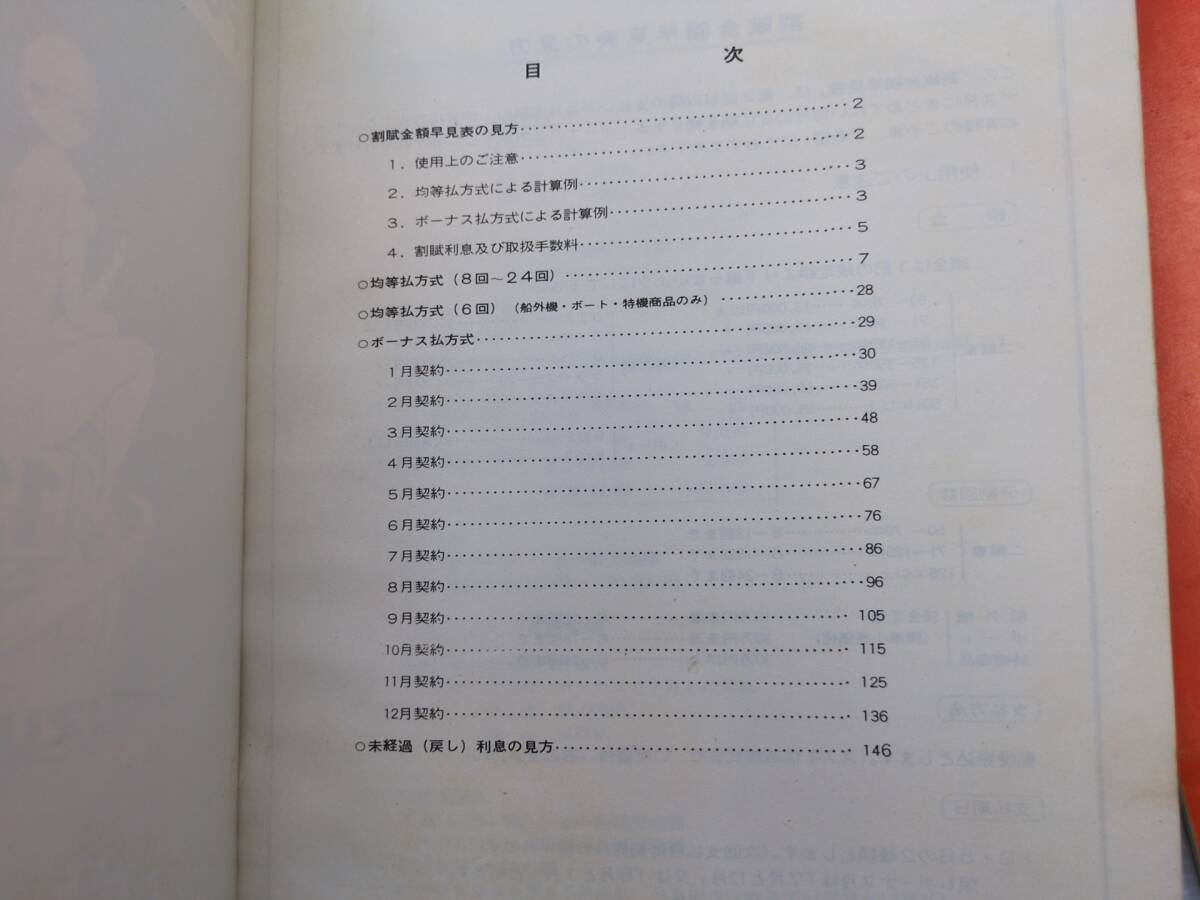 目次
○割賦金額早見表の見方……………………………………2
1．使用上のご注意……………………………………2
2．均等払方式による計算例……………………………3
3．ボーナス払方式による計算例………………………3
4．割賦利息及び取扱手数料……………………………5
○均等払方式（8回～24回）………………………………7
○均等払方式（6回）（船外機・ボート・特機商品のみ）……………28
○ボーナス払方式……………………………………29
1月契約……………………………………30
2月契約……………………………………39
3月契約……………………………………48
4月契約……………………………………58
5月契約……………………………………67
6月契約……………………………………76
7月契約……………………………………86
8月契約……………………………………96
9月契約……………………………………105
10月契約……………………………………115
11月契約……………………………………125
12月契約……………………………………136
○未経過（戻し）利息の見方……………………………146